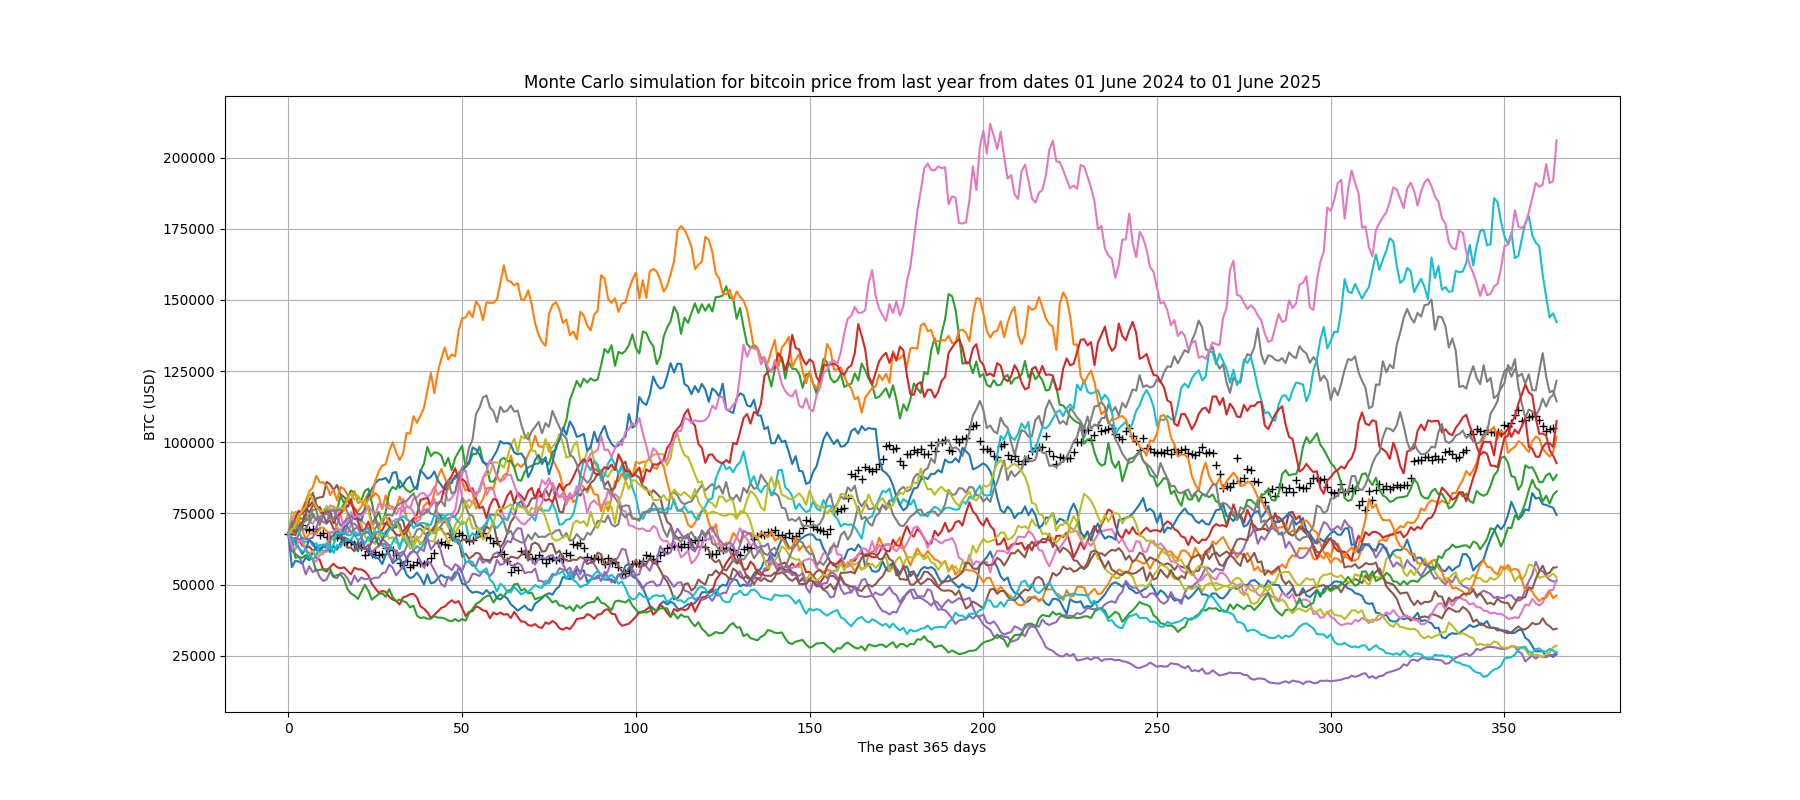 Monte Carlo simulation for bitcoin price from last year from dates 01 June 2024 to 01 June 2025
200000
175000
150000
125000
100000
75000
50000
25000
BTC (USD)
0 50 100 150 200 250 300 350
The past 365 days